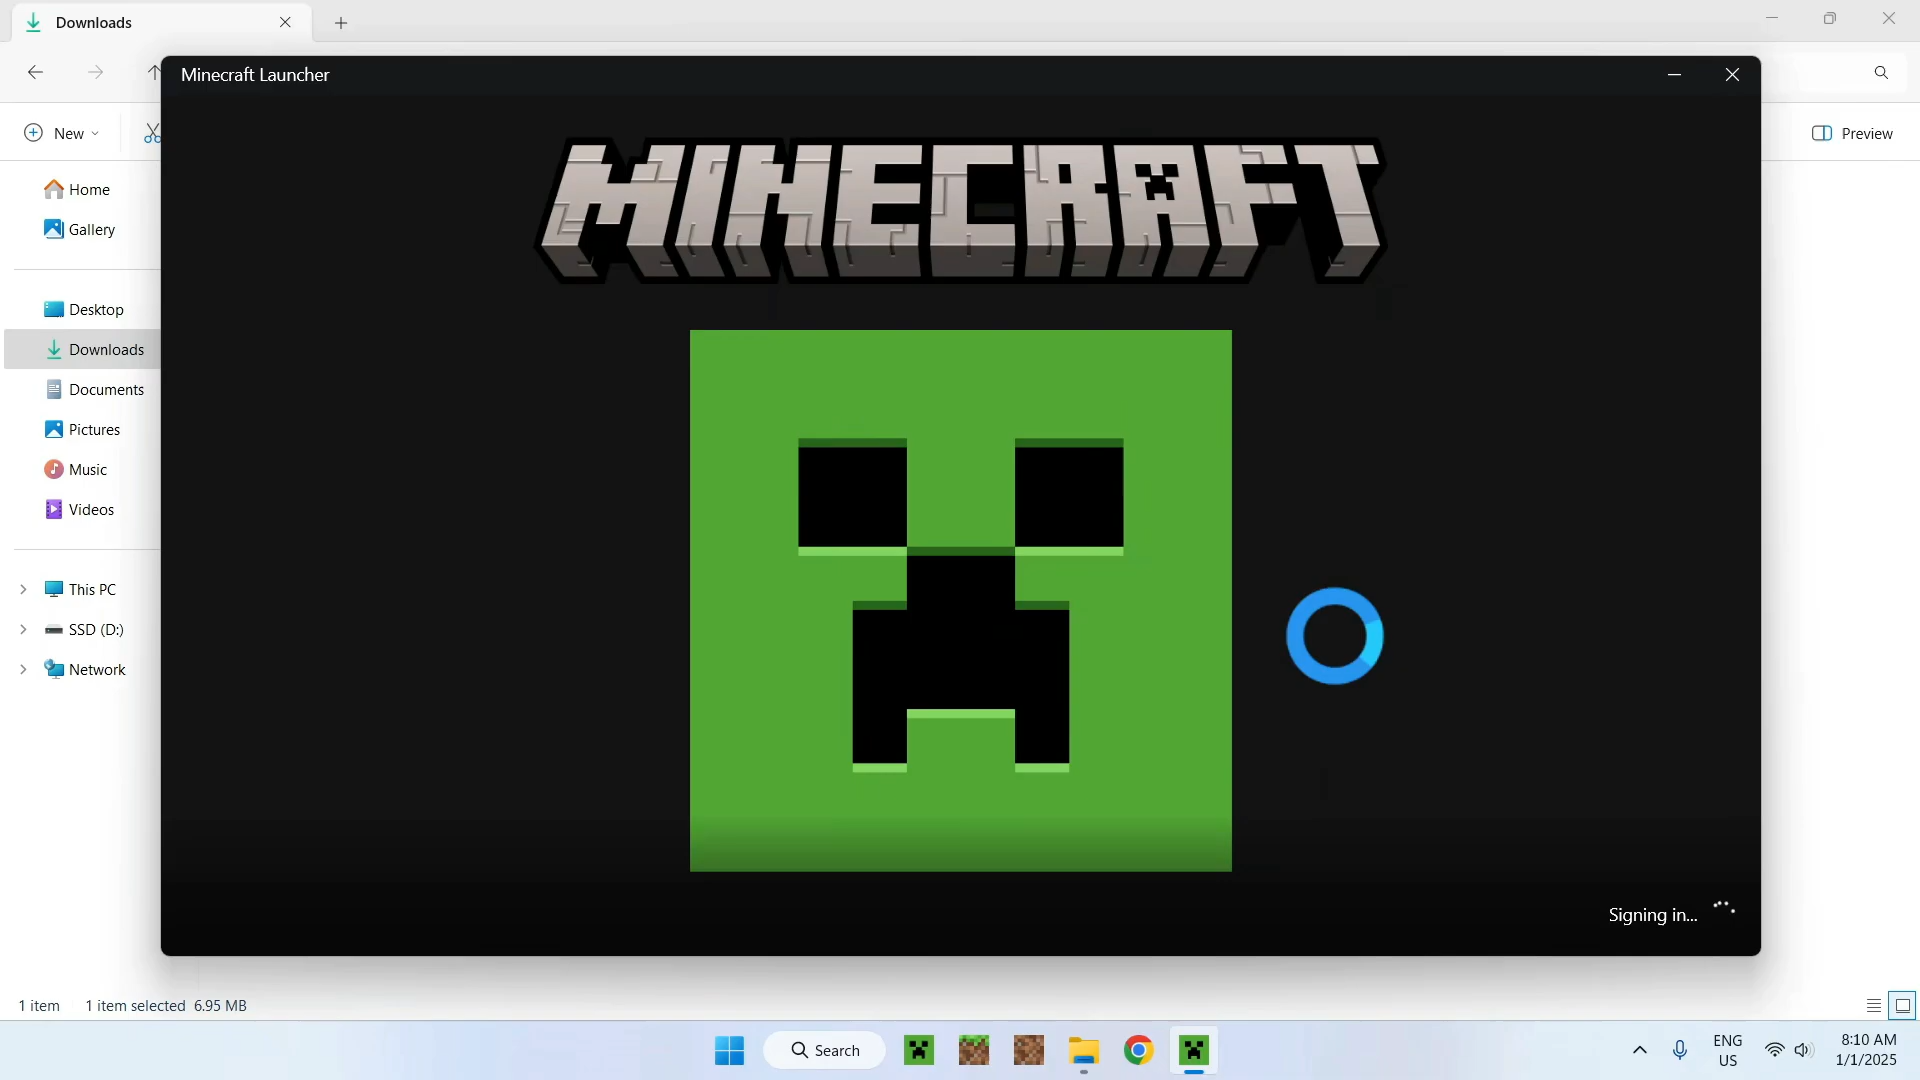 Downloads
Minecraft Launcher
New
Preview
MINECRAFT
Home
Gallery
Desktop
Downloads
Documents
Pictures
Music
Videos
This PC
SSD (D:)
Network
Signing in...
1 item 1 item selected 6.95 MB
Search
ENG
US
8:10 AM
1/1/2025